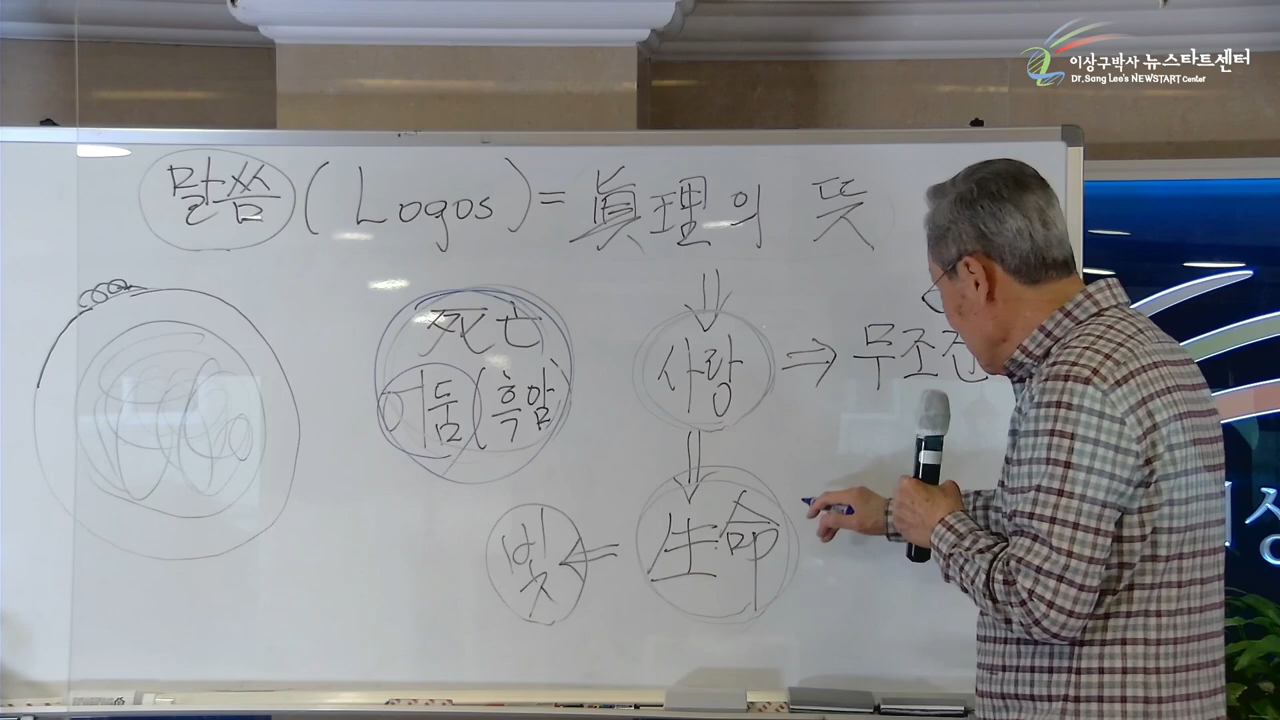 이상구박사 뉴스타트센터
Dr. Sang Lee's NEWSTART Center
말씀 (Logos) = 眞理의 뜻
死亡
어둠 (흑암)
사랑 ⇒ 무조건
生命
빛 ⇐
상